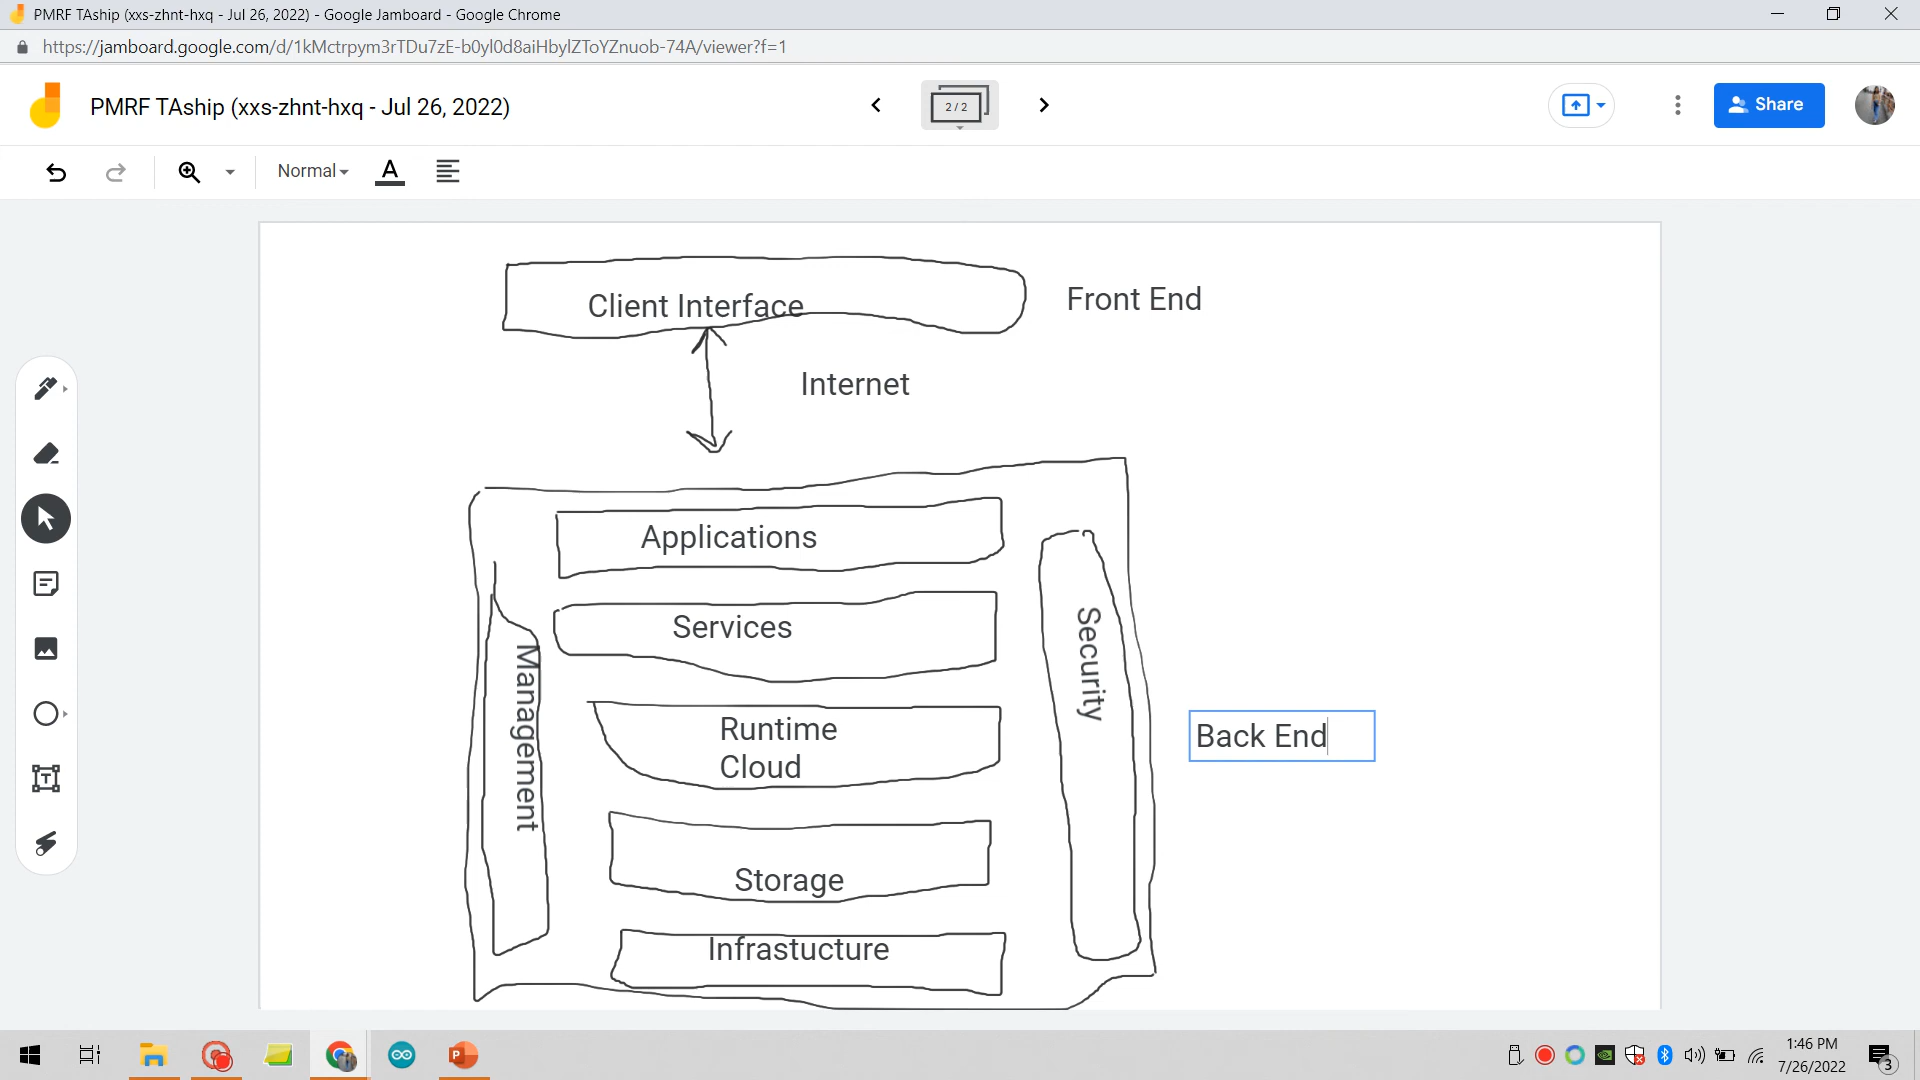 PMRF TAship (xxs-zhnt-hxq - Jul 26, 2022) - Google Jamboard - Google Chrome
https://jamboard.google.com/d/1kMctrpym3rTDu7zE-b0yl0d8aiHbylZToYZnuob-74A/viewer?f=1
PMRF TAship (xxs-zhnt-hxq - Jul 26, 2022)
2 / 2
Share
Normal
A
Client Interface
Front End
Internet
Applications
Services
Management
Security
Runtime
Cloud
Back End
Storage
Infrastucture
1:46 PM
7/26/2022
3